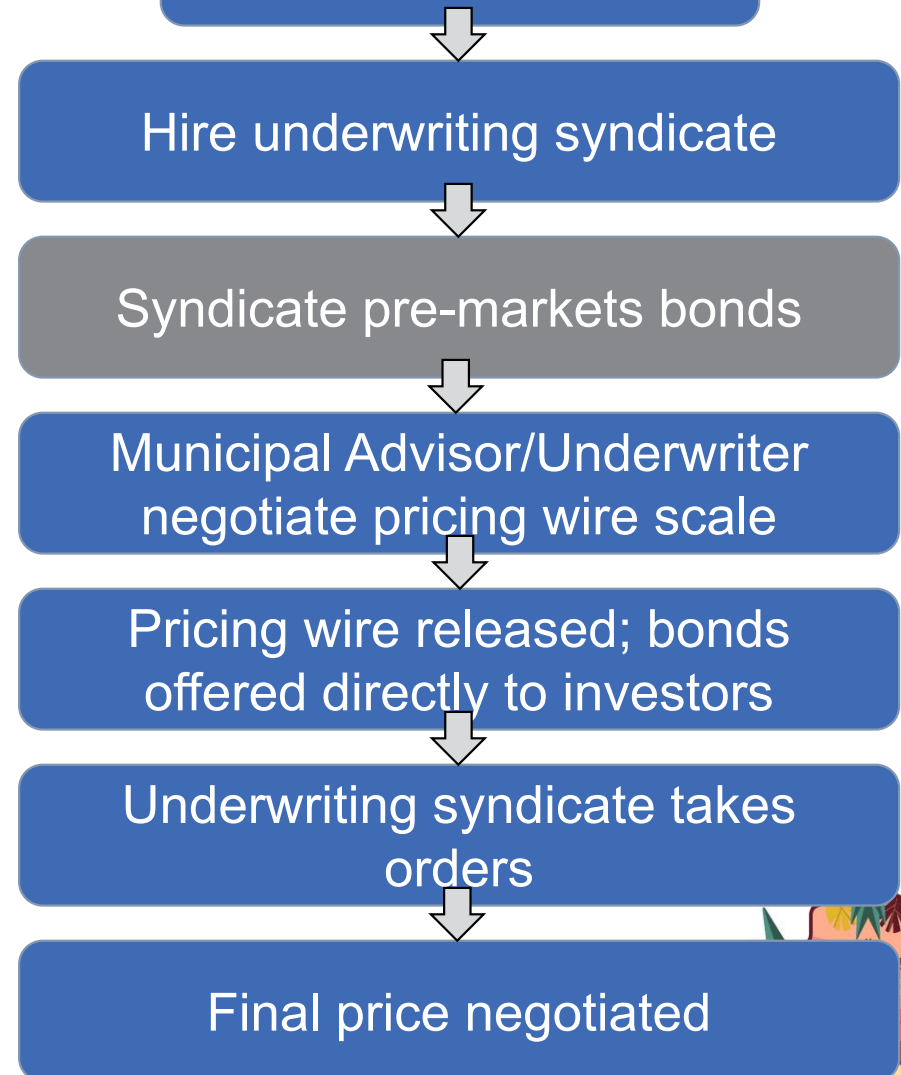 Hire underwriting syndicate
Syndicate pre-markets bonds
Municipal Advisor/Underwriter
negotiate pricing wire scale
Pricing wire released; bonds
offered directly to investors
Underwriting syndicate takes
orders
Final price negotiated